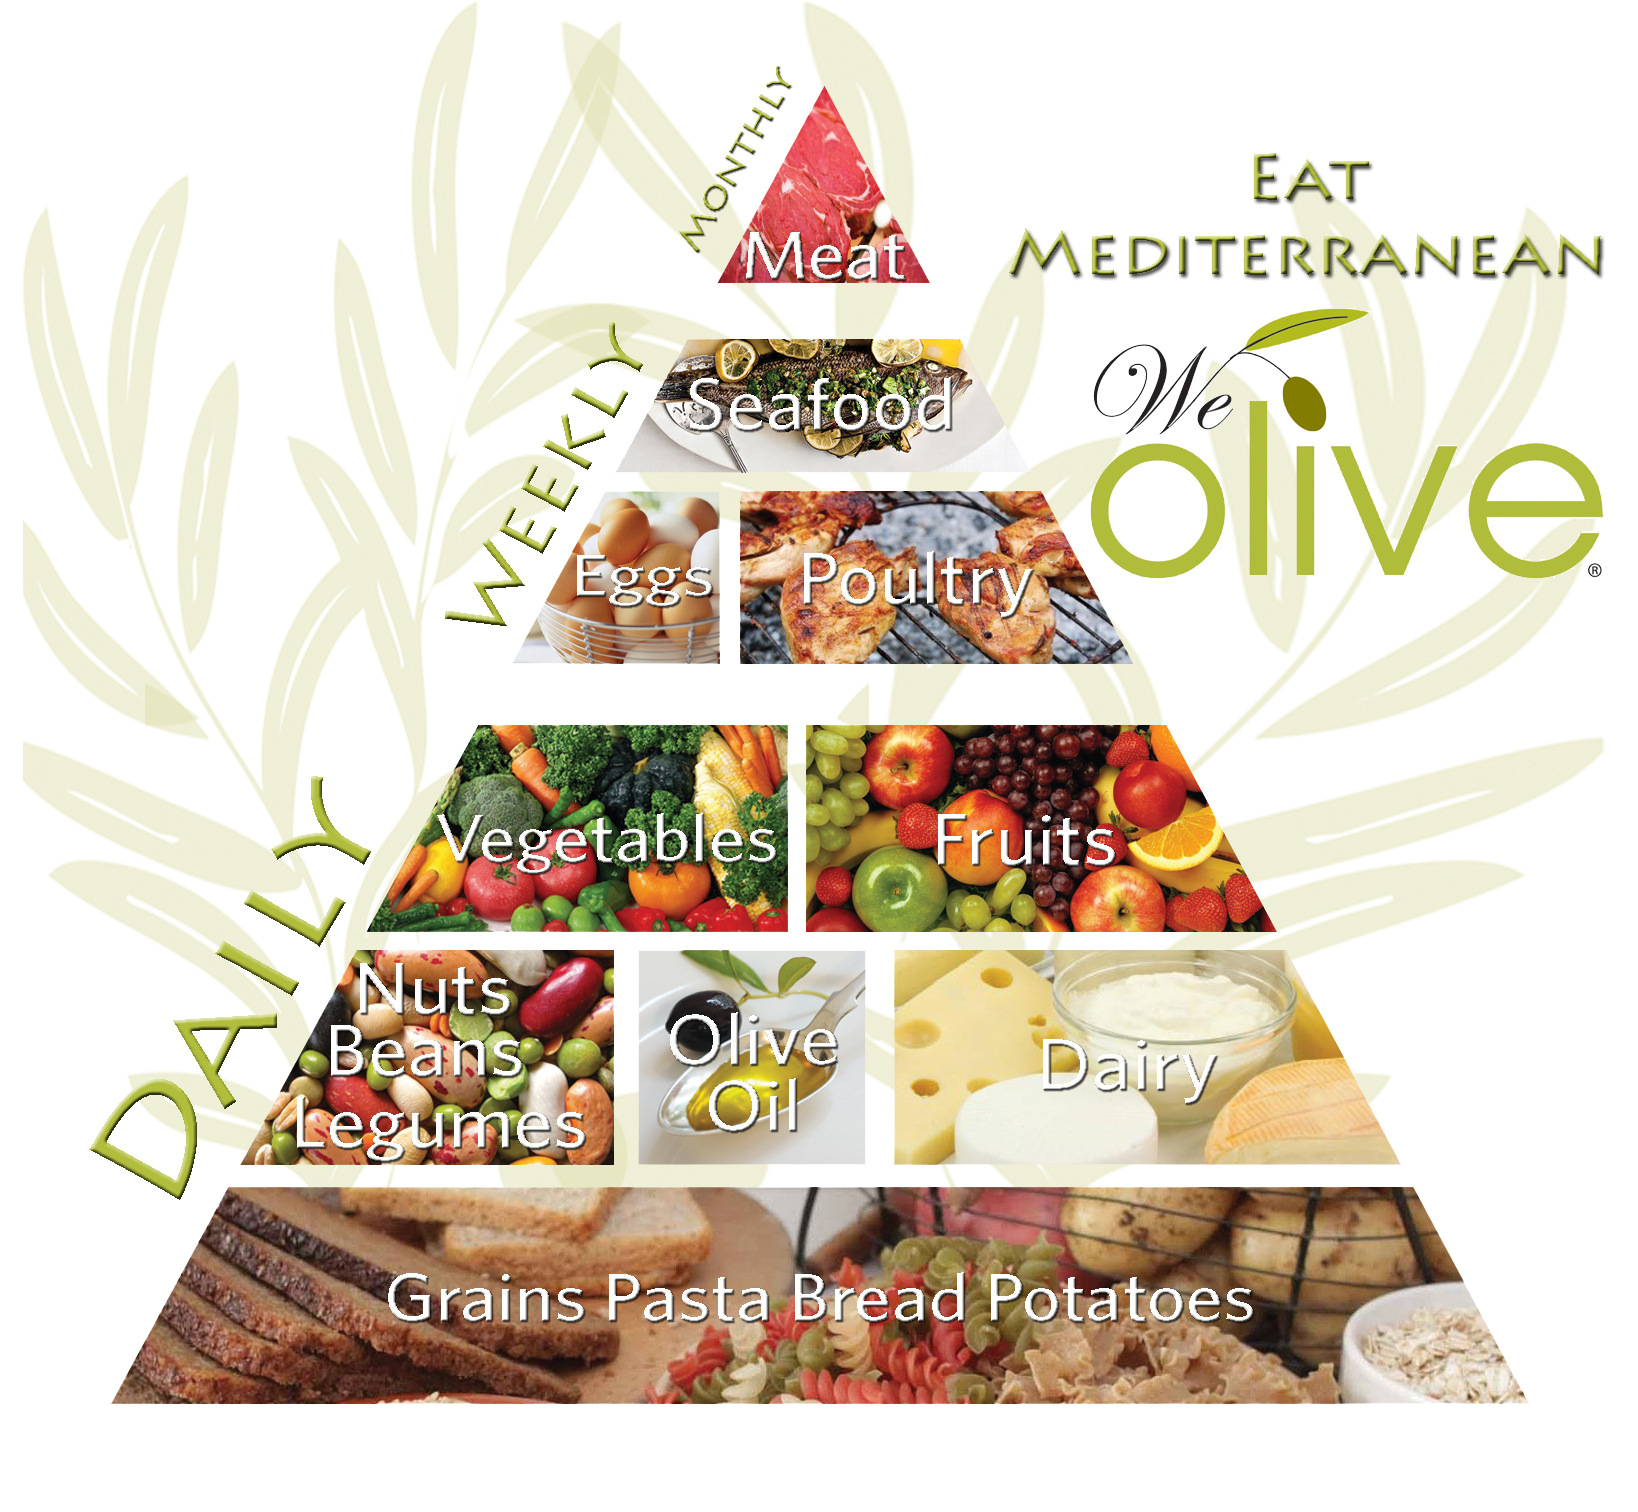 MONTHLY
Meat
EAT
MEDITERRANEAN
We
olive®
WEEKLY
Seafood
Eggs
Poultry
DAILY
Vegetables
Fruits
Nuts
Beans
Legumes
Olive
Oil
Dairy
Grains Pasta Bread Potatoes